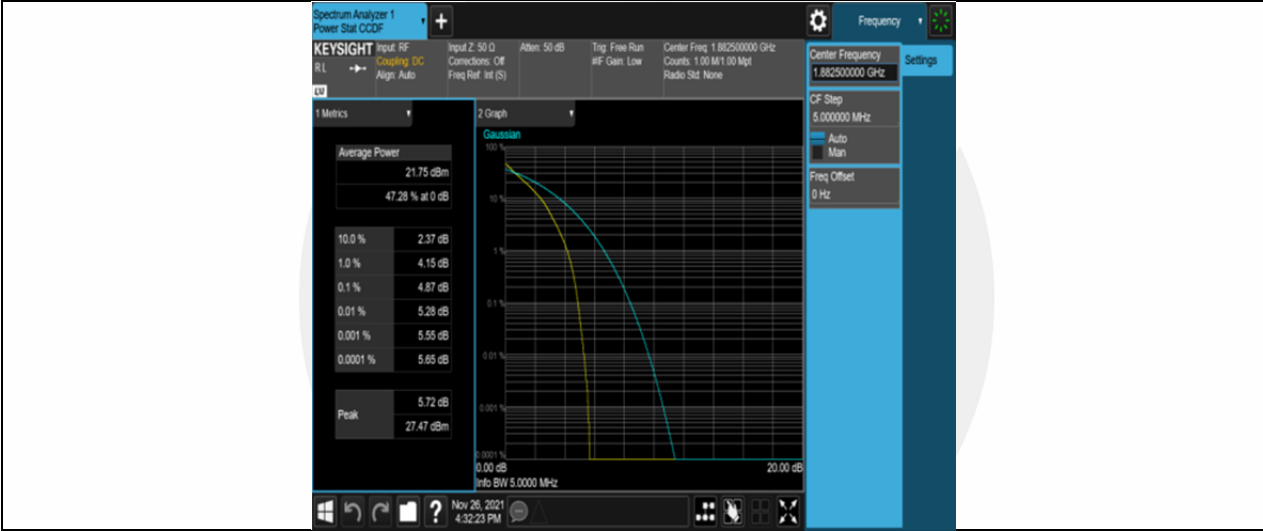 Spectrum Analyzer 1
Power Stat CCDF
Frequency
KEYSIGHT
Input: RF
Coupling: DC
Align: Auto
Input Z: 50 Ω
Corrections: Off
Freq Ref: Int (S)
Atten: 50 dB
Trig: Free Run
#IF Gain: Low
Center Freq: 1.882500000 GHz
Counts: 1.00 M/1.00 Mpt
Radio Std: None
R L
Center Frequency
1.882500000 GHz
Settings
CF Step
5.000000 MHz
Auto
Man
Freq Offset
0 Hz
1 Metrics
Average Power
21.75 dBm
47.28 % at 0 dB
10.0 % 2.37 dB
1.0 % 4.15 dB
0.1 % 4.87 dB
0.01 % 5.28 dB
0.001 % 5.55 dB
0.0001 % 5.65 dB
Peak 5.72 dB
27.47 dBm
2 Graph
Gaussian
100 %
10 %
1 %
0.1 %
0.01 %
0.001 %
0.0001 %
0.00 dB 20.00 dB
Info BW 5.0000 MHz
Nov 26, 2021
4:32:23 PM